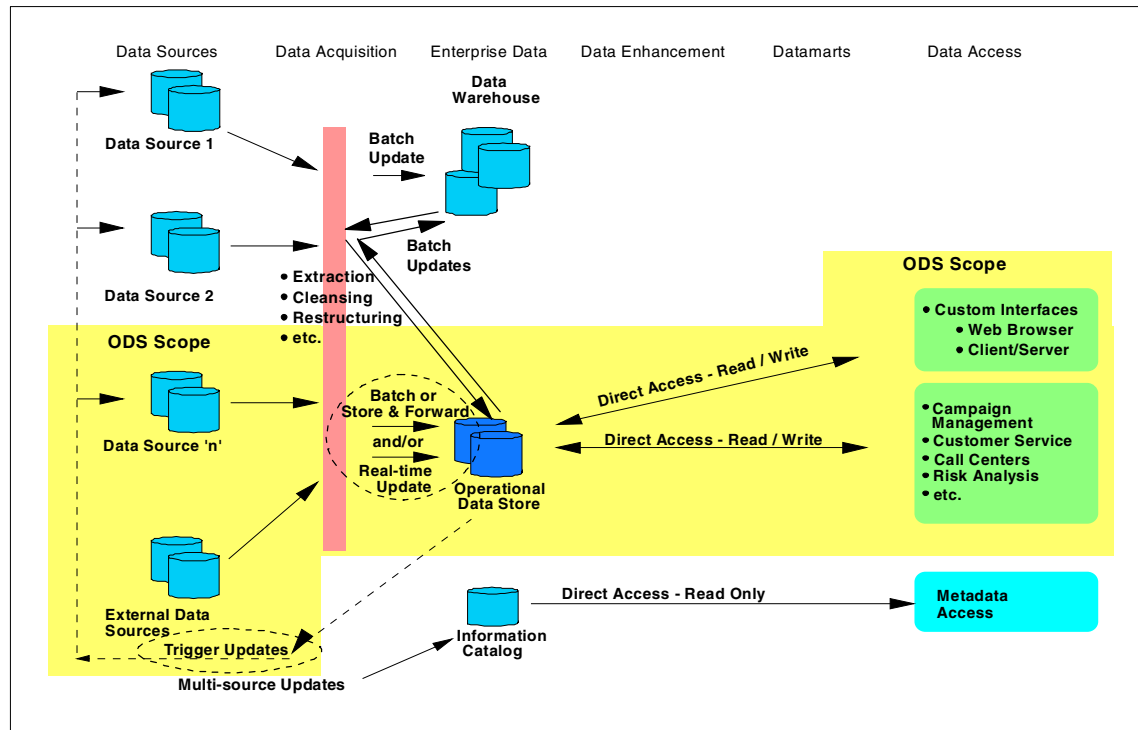 Data Sources
Data Acquisition
Enterprise Data
Data Enhancement
Datamarts
Data Access
Data
Warehouse
Data Source 1
Batch
Update
Data Source 2
Batch
Updates
• Extraction
• Cleansing
• Restructuring
• etc.
ODS Scope
ODS Scope
• Custom Interfaces
• Web Browser
• Client/Server
Data Source 'n'
Batch or
Store & Forward
and/or
Real-time
Update
Operational
Data Store
Direct Access - Read / Write
Direct Access - Read / Write
• Campaign
Management
• Customer Service
• Call Centers
• Risk Analysis
• etc.
External Data
Sources
Trigger Updates
Multi-source Updates
Information
Catalog
Direct Access - Read Only
Metadata
Access